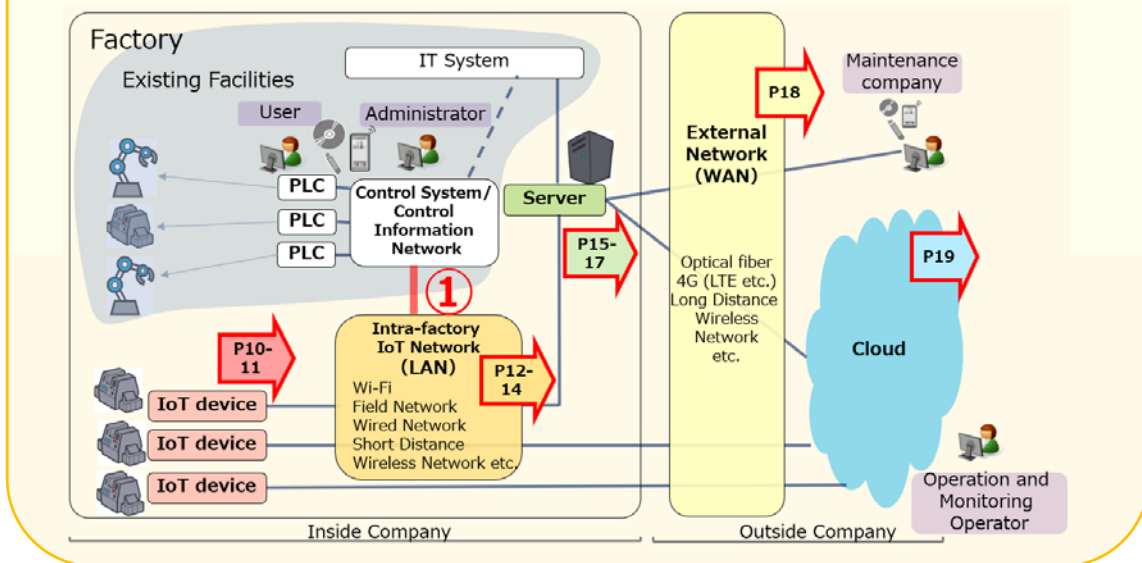 Factory
Existing Facilities
IT System
User
Administrator
PLC
PLC
PLC
Control System/
Control
Information
Network
Server
①
P10-
11
Intra-factory
IoT Network
(LAN)
Wi-Fi
Field Network
Wired Network
Short Distance
Wireless Network etc.
P12-
14
IoT device
IoT device
IoT device
P15-
17
External
Network
(WAN)
Optical fiber
4G (LTE etc.)
Long Distance
Wireless
Network
etc.
P18
Maintenance
company
P19
Cloud
Operation and
Monitoring
Operator
Inside Company
Outside Company